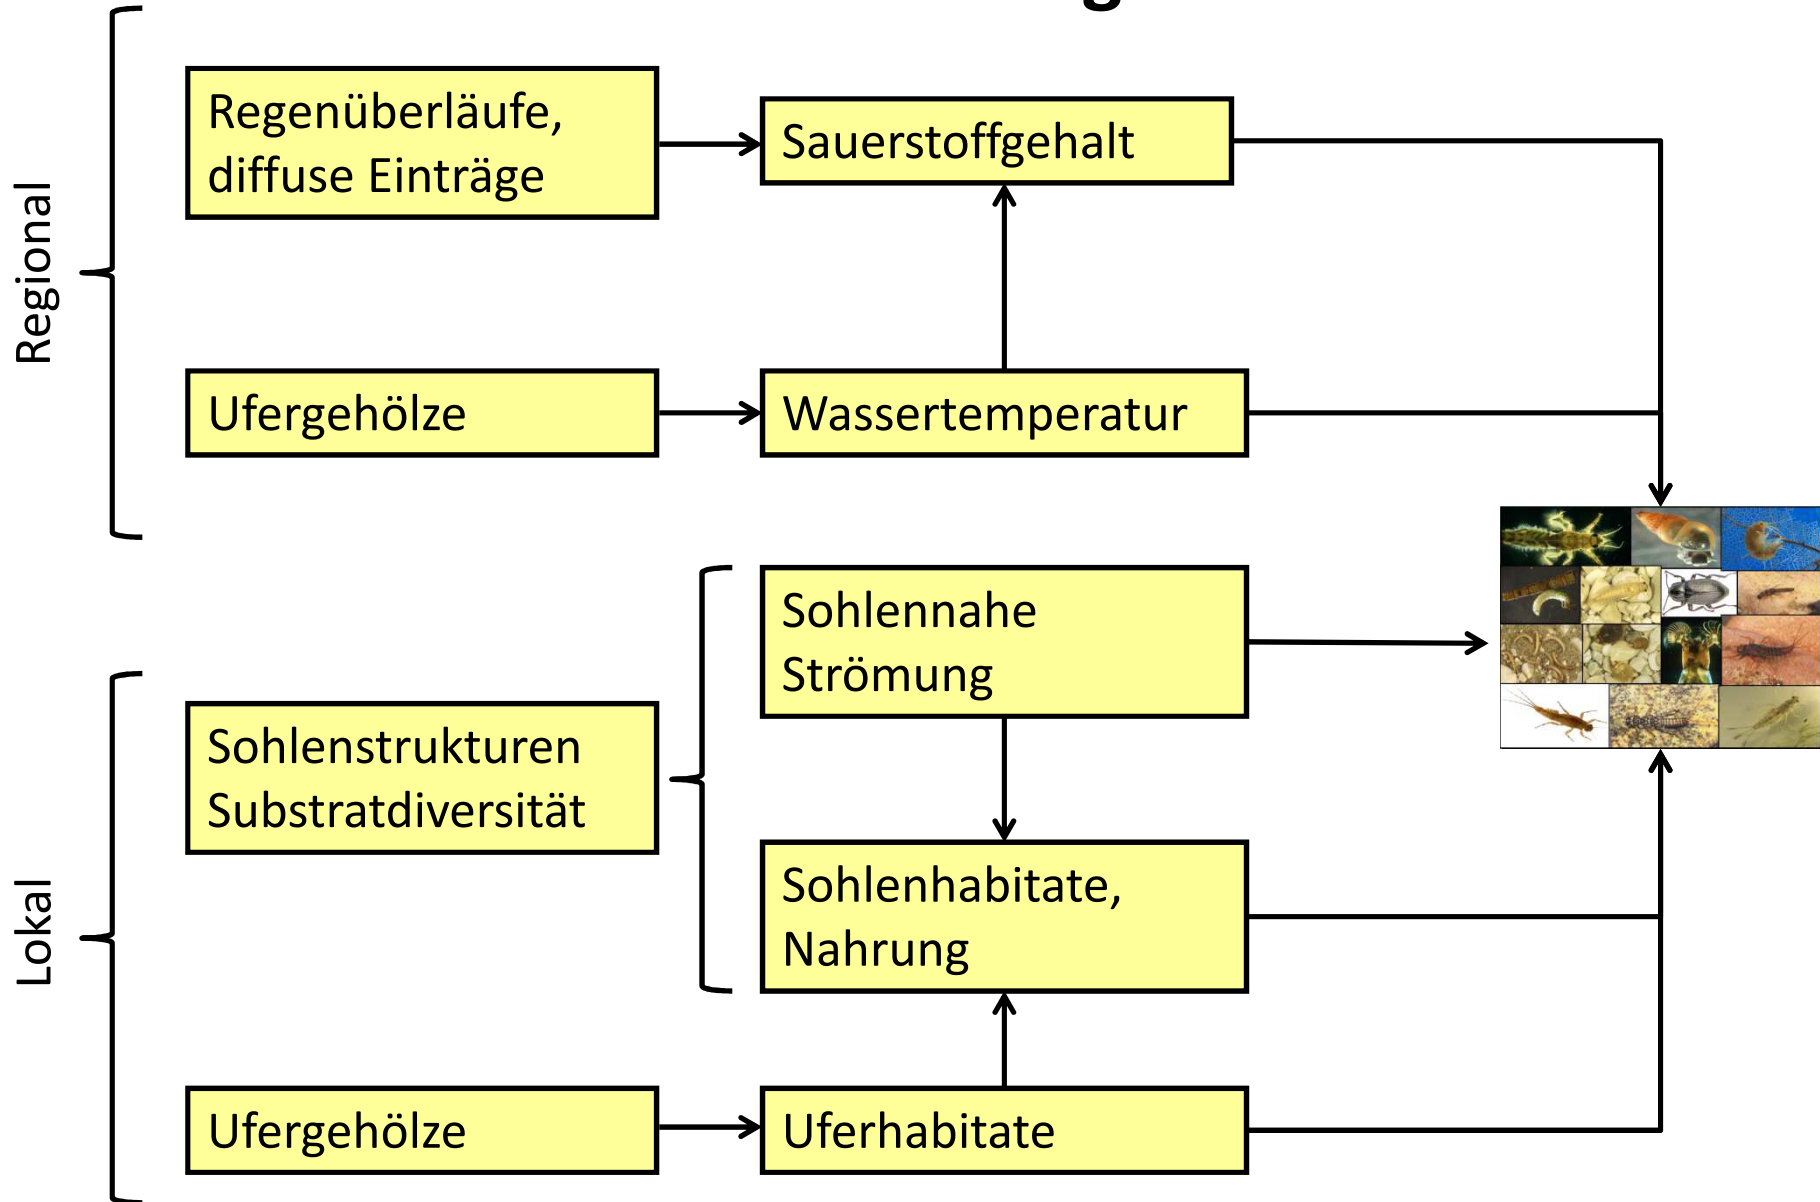 Regional
Regenüberläufe,
diffuse Einträge
Sauerstoffgehalt
Ufergehölze
Wassertemperatur
Lokal
Sohlenstrukturen
Substratdiversität
Sohlennahe
Strömung
Sohlenhabitate,
Nahrung
Ufergehölze
Uferhabitate